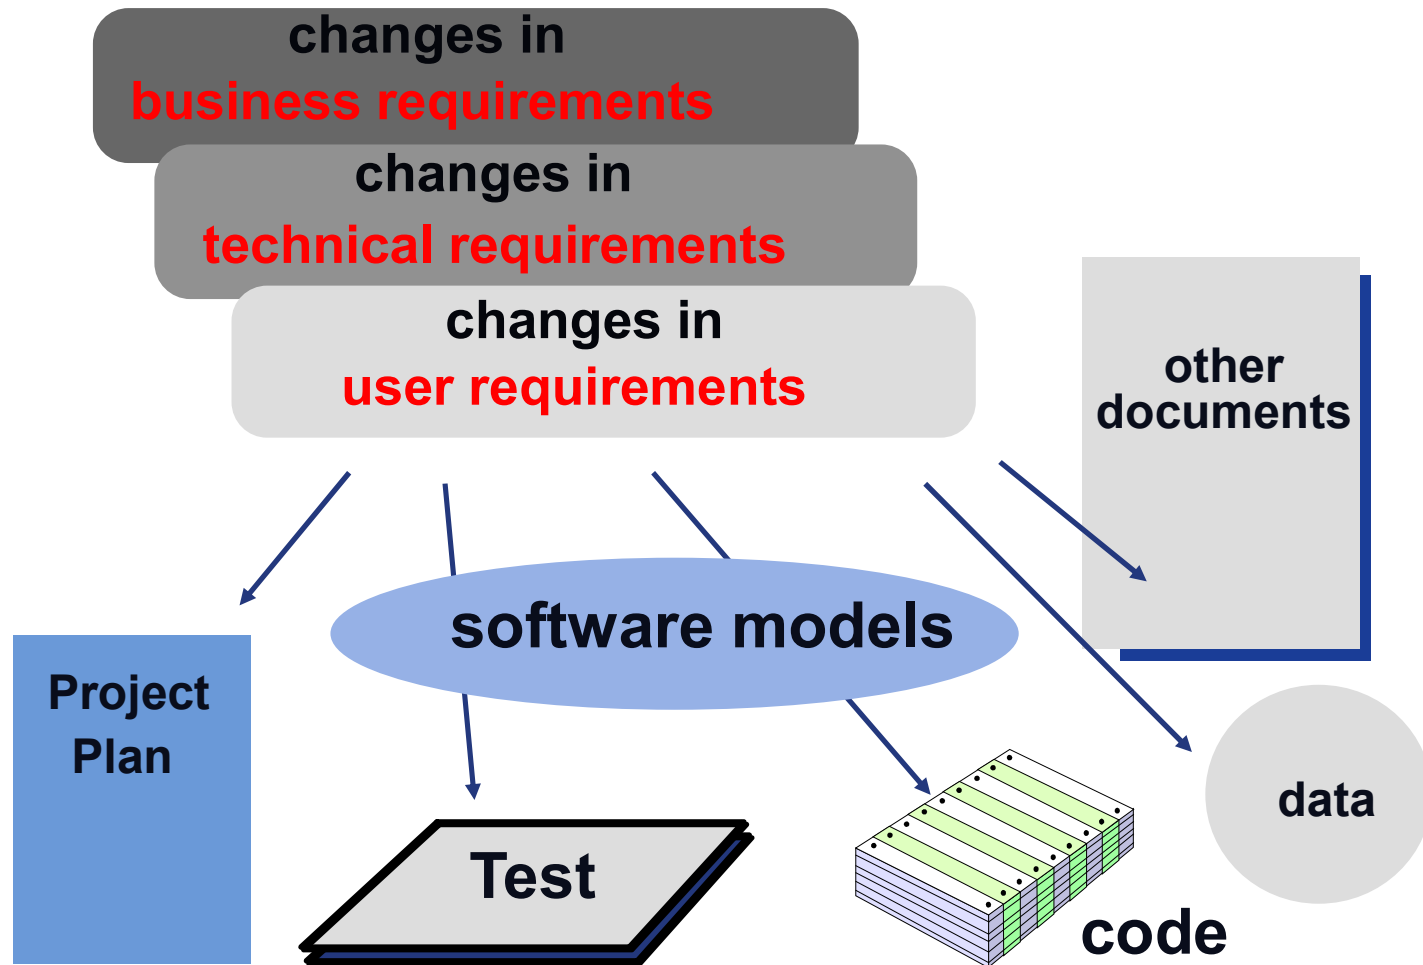 changes in
business requirements
changes in
technical requirements
changes in
user requirements
other
documents
software models
Project
Plan
data
Test
code